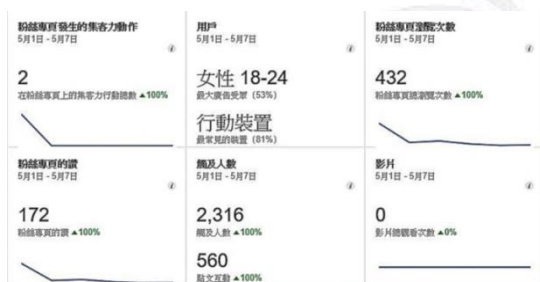 粉絲專頁發生的集客力動作
5月1日 - 5月7日
2
在粉絲專頁上的集客力行動總數 ▲100%
用戶
5月1日 - 5月7日
女性 18-24
最大廣告受眾 (53%)
行動裝置
最常見的裝置 (81%)
粉絲專頁瀏覽次數
5月1日 - 5月7日
432
粉絲專頁總瀏覽次數 ▲100%
粉絲專頁的讚
5月1日 - 5月7日
172
粉絲專頁的讚 ▲100%
觸及人數
5月1日 - 5月7日
2,316
觸及人數 ▲100%
560
貼文互動 ▲100%
影片
5月1日 - 5月7日
0
影片總觀看次數 ▲0%